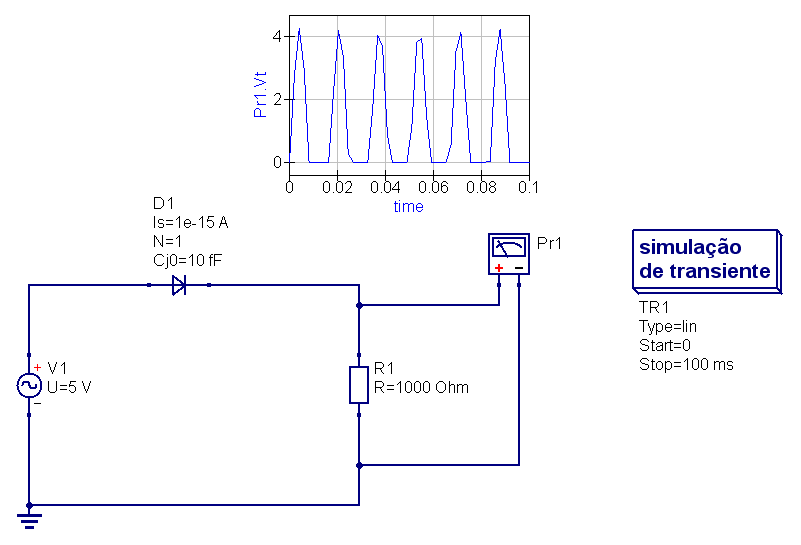 4
2
0
Pr1.Vt
0 0.02 0.04 0.06 0.08 0.1
time
D1
Is=1e-15 A
N=1
Cj0=10 fF
+ -
Pr1
simulação
de transiente
TR1
Type=lin
Start=0
Stop=100 ms
+
V1
U=5 V
-
R1
R=1000 Ohm